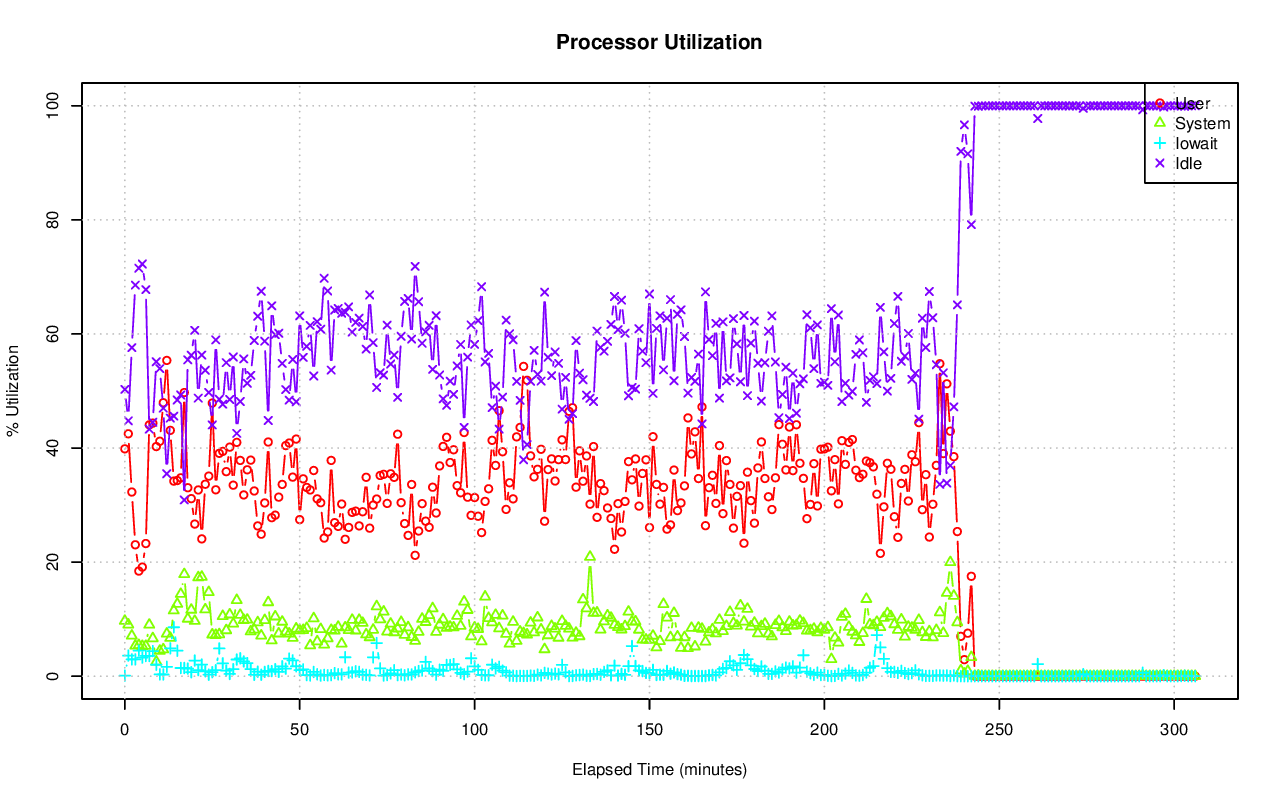 Processor Utilization
% Utilization
100
80
60
40
20
0
User
System
Iowait
Idle
0 50 100 150 200 250 300
Elapsed Time (minutes)